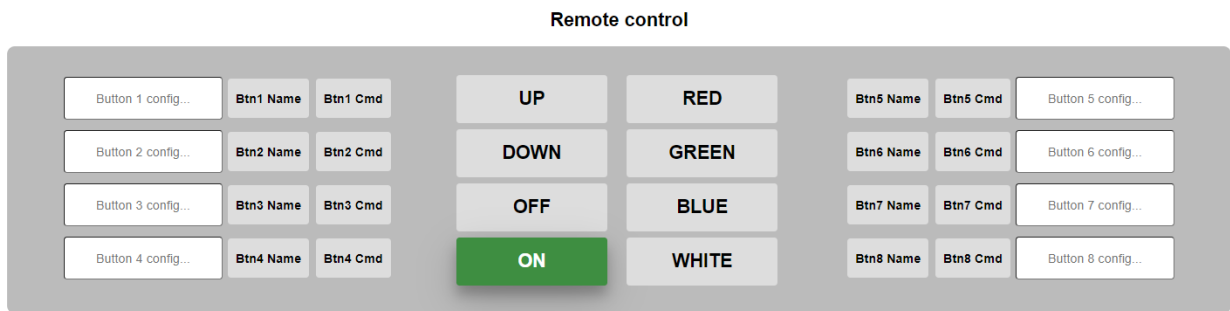 Remote control
Button 1 config... Btn1 Name Btn1 Cmd UP RED Btn5 Name Btn5 Cmd Button 5 config...
Button 2 config... Btn2 Name Btn2 Cmd DOWN GREEN Btn6 Name Btn6 Cmd Button 6 config...
Button 3 config... Btn3 Name Btn3 Cmd OFF BLUE Btn7 Name Btn7 Cmd Button 7 config...
Button 4 config... Btn4 Name Btn4 Cmd ON WHITE Btn8 Name Btn8 Cmd Button 8 config...